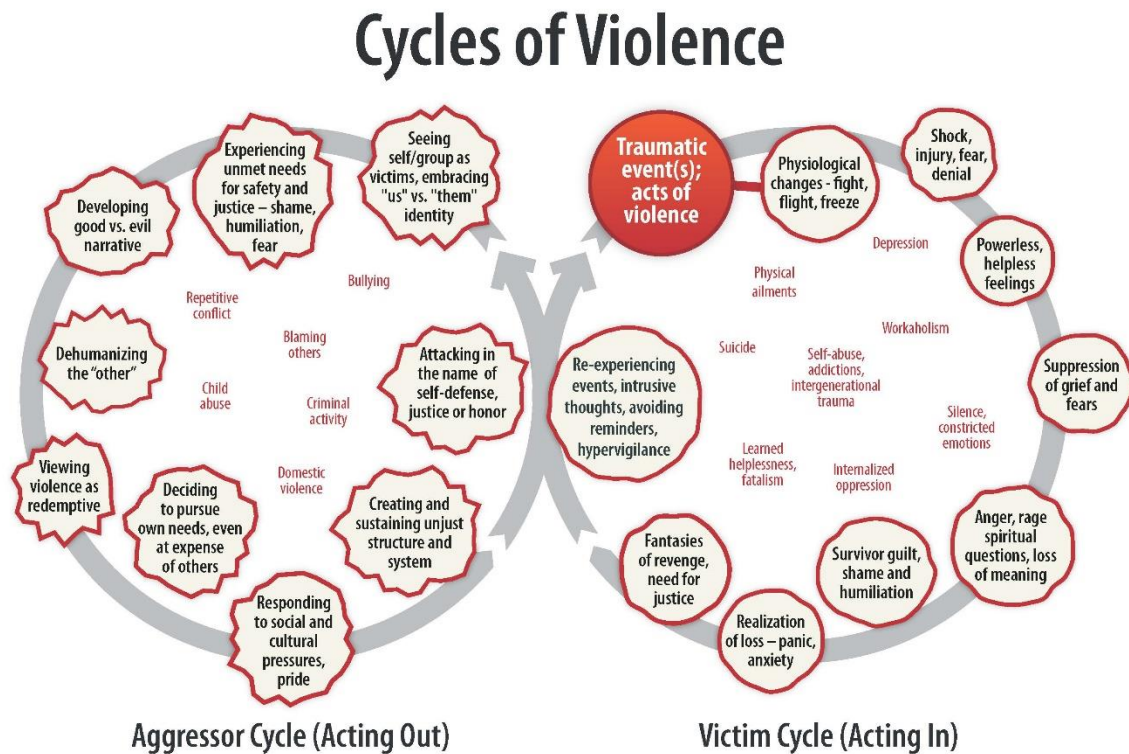 Cycles of Violence
Seeing
self/group as
victims, embracing
"us" vs. "them"
identity
Experiencing
unmet needs
for safety and
justice – shame,
humiliation,
fear
Developing
good vs. evil
narrative
Dehumanizing
the "other"
Viewing
violence as
redemptive
Deciding
to pursue
own needs, even
at expense
of others
Responding
to social and
cultural
pressures,
pride
Creating and
sustaining unjust
structure and
system
Attacking in
the name of
self-defense,
justice or honor
Bullying
Repetitive
conflict
Blaming
others
Child
abuse
Criminal
activity
Domestic
violence
Aggressor Cycle (Acting Out)
Traumatic
event(s);
acts of
violence
Physiological
changes - fight,
flight, freeze
Shock,
injury, fear,
denial
Powerless,
helpless
feelings
Suppression
of grief and
fears
Anger, rage
spiritual
questions, loss
of meaning
Survivor guilt,
shame and
humiliation
Realization
of loss – panic,
anxiety
Fantasies
of revenge,
need for
justice
Re-experiencing
events, intrusive
thoughts, avoiding
reminders,
hypervigilance
Depression
Physical
ailments
Workaholism
Suicide
Self-abuse,
addictions,
intergenerational
trauma
Silence,
constricted
emotions
Learned
helplessness,
fatalism
Internalized
oppression
Victim Cycle (Acting In)